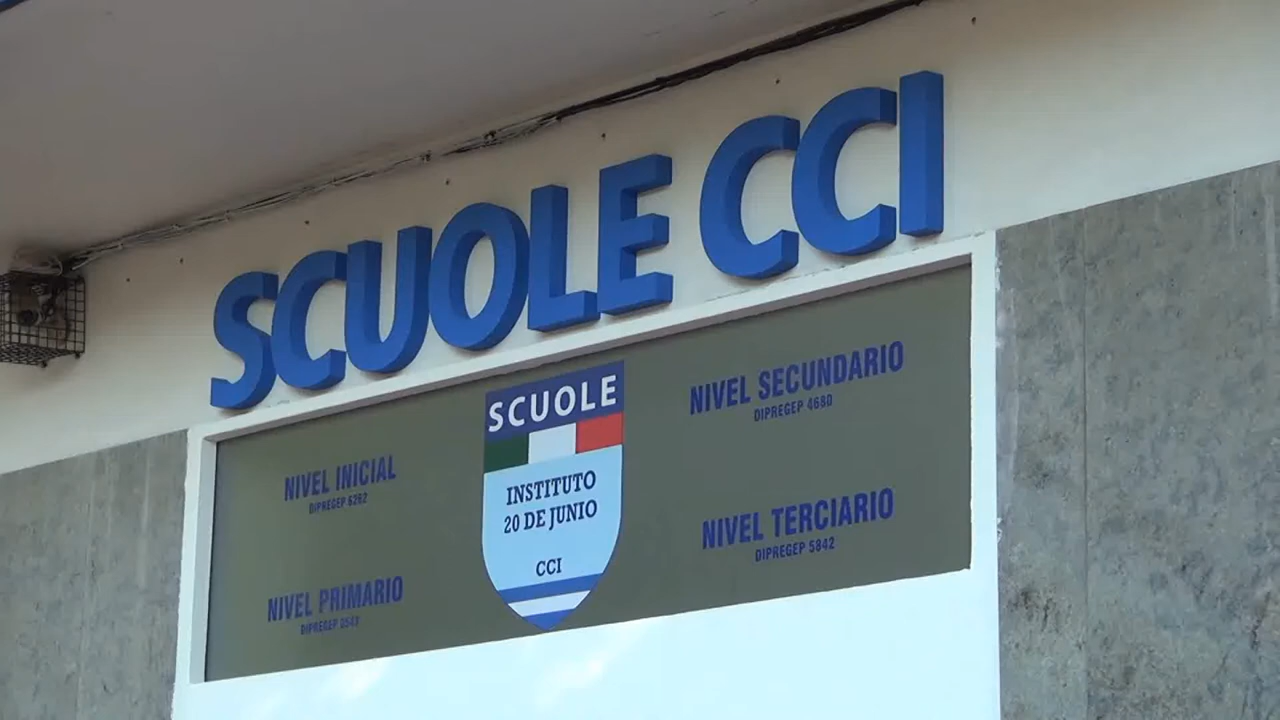 SCUOLE CCI
NIVEL INICIAL
DIPREGEP 6262
NIVEL PRIMARIO
DIPREGEP
SCUOLE
INSTITUTO
20 DE JUNIO
CCI
NIVEL SECUNDARIO
DIPREGEP 4680
NIVEL TERCIARIO
DIPREGEP 5842